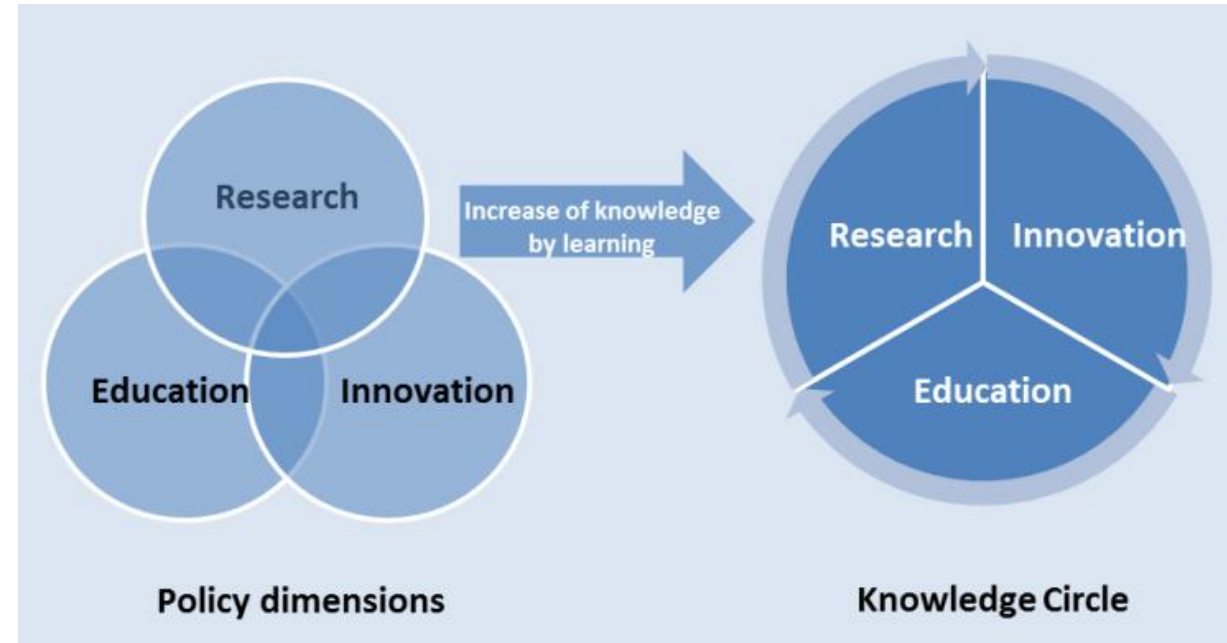 Research
Education
Innovation
Policy dimensions
Increase of knowledge
by learning
Research
Innovation
Education
Knowledge Circle